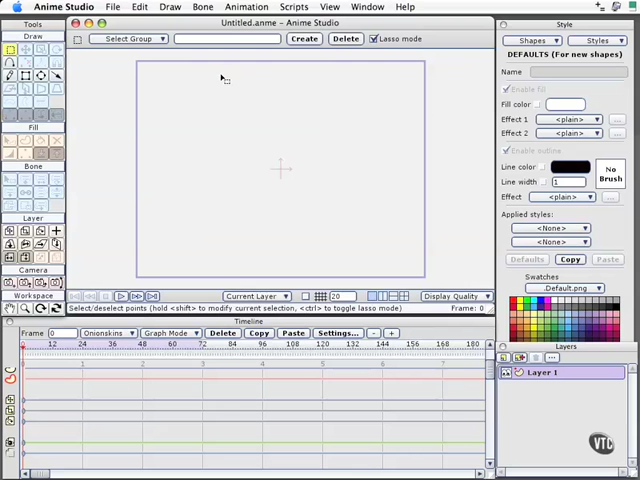 Anime Studio File Edit Draw Bone Animation Scripts View Window Help
Untitled.anme - Anime Studio
Tools
Draw
Fill
Bone
Layer
Camera
Workspace
Select Group Create Delete Lasso mode
Current Layer 20 Display Quality
Select/deselect points (hold <shift> to modify current selection, <ctrl> to toggle lasso mode) Frame: 0
Timeline
Frame 0 Onionskins Graph Mode Delete Copy Paste Settings... - +
0 12 24 36 48 60 72 84 96 108 120 132 144 156 168 180
0 1 2 3 4 5 6 7
Style
Shapes Styles
DEFAULTS (For new shapes)
Name
Enable fill
Fill color
Effect 1 <plain> ...
Effect 2 <plain> ...
Enable outline
Line color
Line width 1
No Brush
Effect <plain> ...
Applied styles:
<None>
<None>
Defaults Copy Paste
Swatches
.Default.png
Layers
Layer 1
VTC